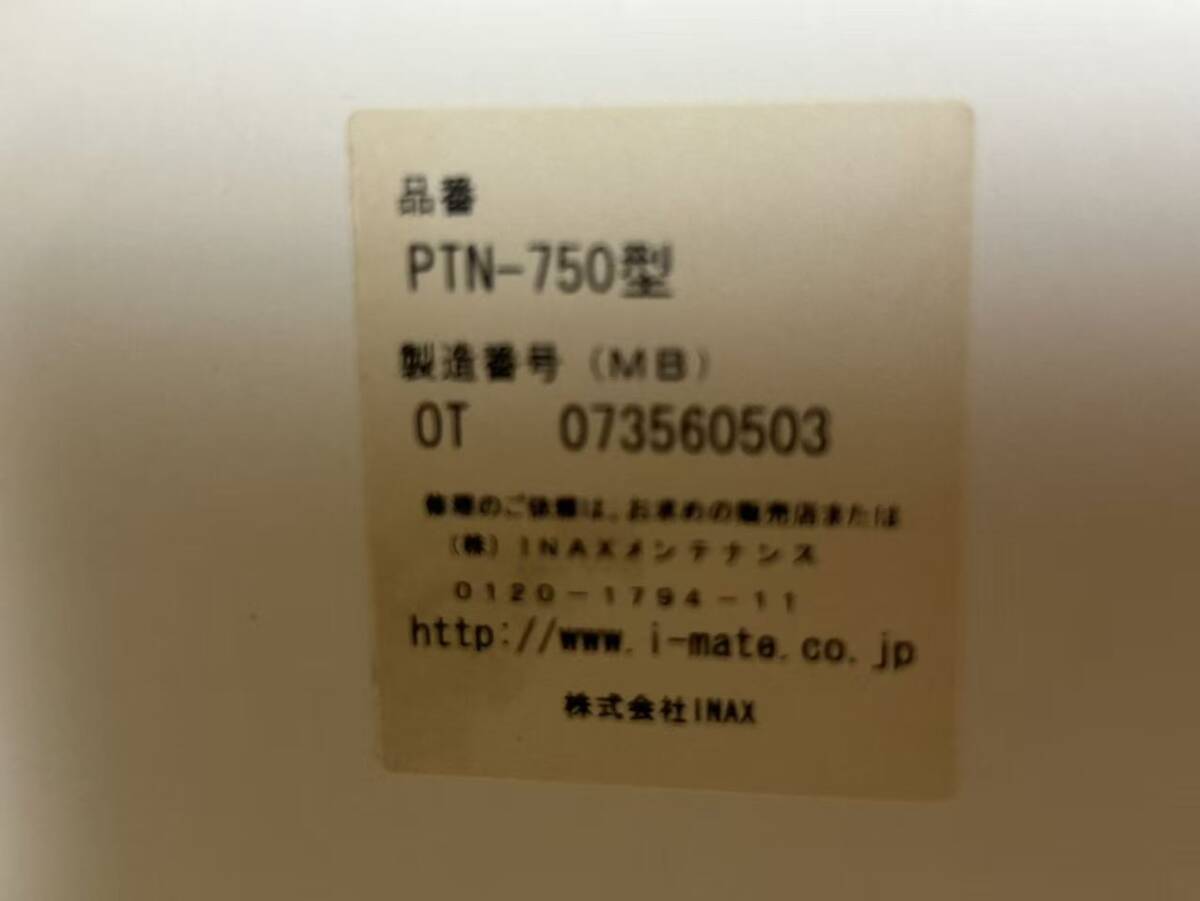 品番
PTN-750型
製造番号 (MB)
OT 073560503
修理のご依頼は、お求めの販売店または
(株) INAXメンテナンス
0120-1794-11
http://www.i-mate.co.jp
株式会社INAX